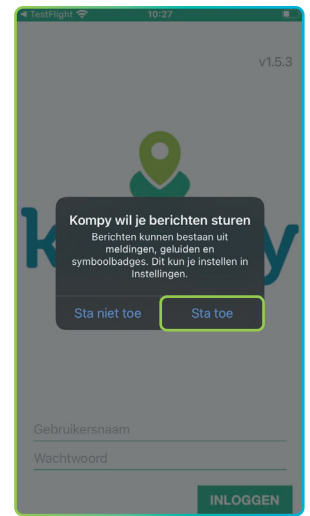 TestFlight 10:27
v1.5.3
Kompy wil je berichten sturen
Berichten kunnen bestaan uit
meldingen, geluiden en
symboolbadges. Dit kun je instellen in
Instellingen.
Sta niet toe Sta toe
Gebruikersnaam
Wachtwoord
INLOGGEN